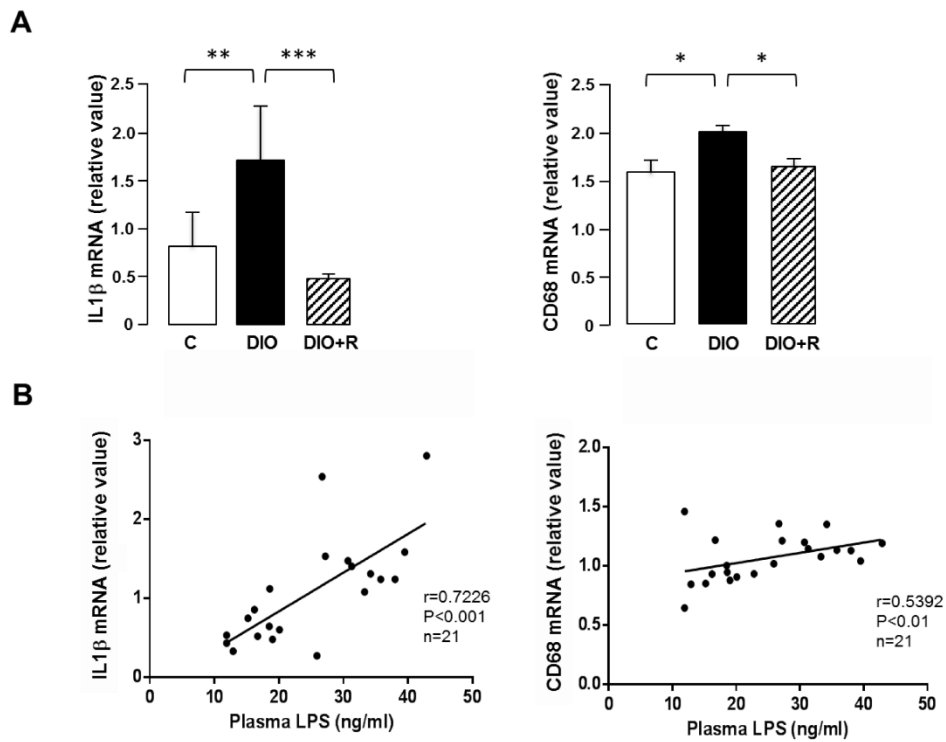 A
** ***
IL1β mRNA (relative value)
2.5
2.0
1.5
1.0
0.5
0
C DIO DIO+R
* *
CD68 mRNA (relative value)
2.5
2.0
1.5
1.0
0.5
0
C DIO DIO+R
B
IL1β mRNA (relative value)
3
2
1
0
r=0.7226
P<0.001
n=21
0 10 20 30 40 50
Plasma LPS (ng/ml)
CD68 mRNA (relative value)
2.0
1.5
1.0
0.5
0.0
r=0.5392
P<0.01
n=21
0 10 20 30 40 50
Plasma LPS (ng/ml)